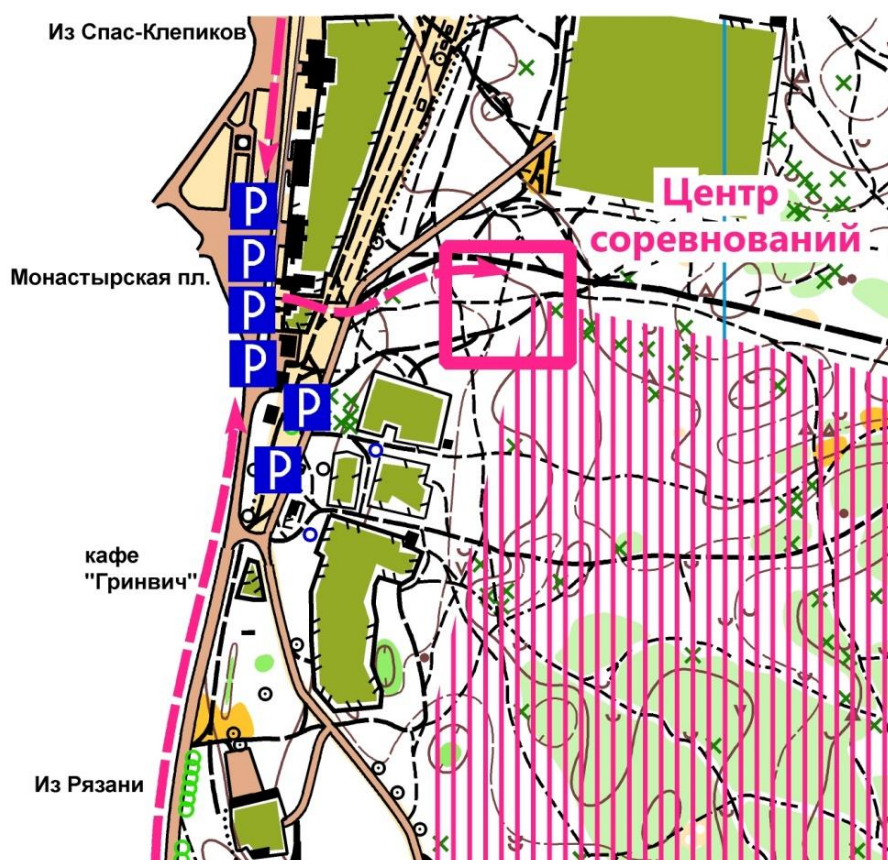 Из Спас-Клепиков
Центр
соревнований
P
P
Монастырская пл.
P
P
P
P
кафе
"Гринвич"
Из Рязани